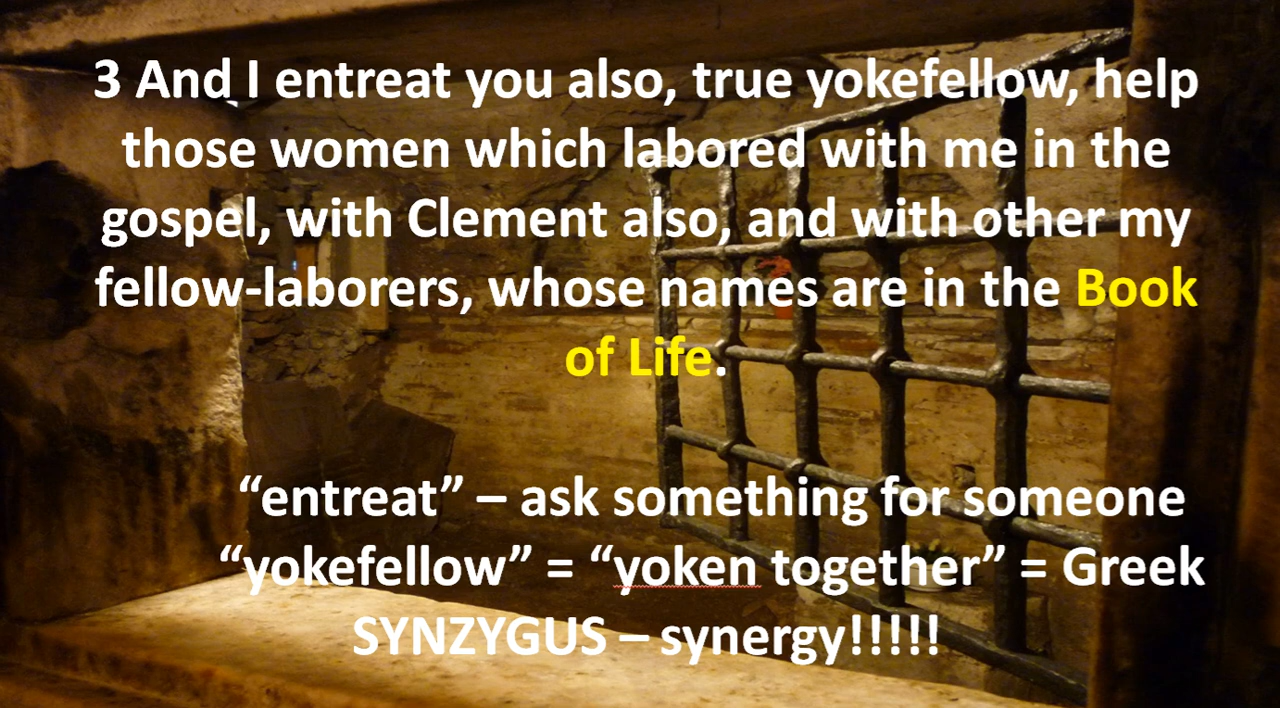 3 And I entreat you also, true yokefellow, help
those women which labored with me in the
gospel, with Clement also, and with other my
fellow-laborers, whose names are in the Book
of Life.
“entreat” – ask something for someone
“yokefellow” = “yoken together” = Greek
SYNZYGUS – synergy!!!!!